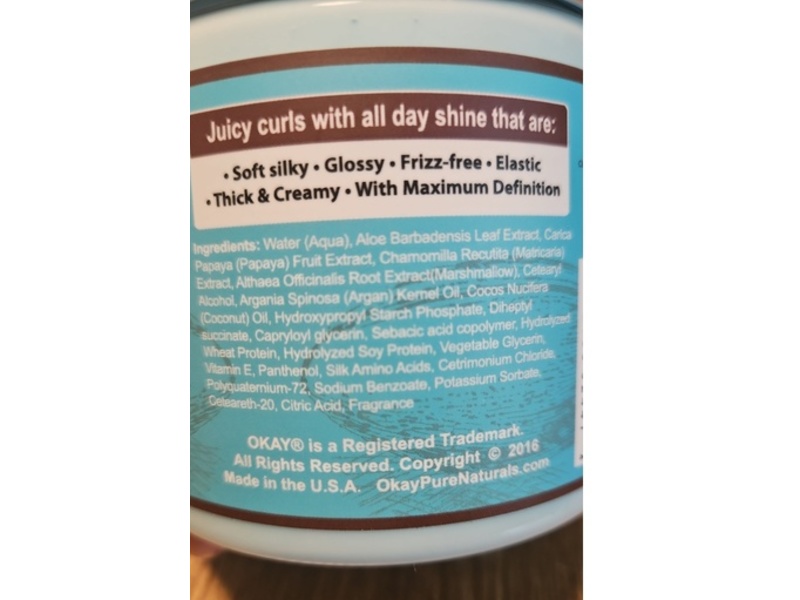 Juicy curls with all day shine that are:
• Soft silky • Glossy • Frizz-free • Elastic
• Thick & Creamy • With Maximum Definition
Ingredients: Water (Aqua), Aloe Barbadensis Leaf Extract, Carica
Papaya (Papaya) Fruit Extract, Chamomilla Recutita (Matricaria)
Extract, Althaea Officinalis Root Extract(Marshmallow), Cetearyl
Alcohol, Argania Spinosa (Argan) Kernel Oil, Cocos Nucifera
(Coconut) Oil, Hydroxypropyl Starch Phosphate, Diheptyl
succinate, Capryloyl glycerin, Sebacic acid copolymer, Hydrolyzed
Wheat Protein, Hydrolyzed Soy Protein, Vegetable Glycerin,
Vitamin E, Panthenol, Silk Amino Acids, Cetrimonium Chloride,
Polyquaternium-72, Sodium Benzoate, Potassium Sorbate,
Ceteareth-20, Citric Acid, Fragrance
OKAY® is a Registered Trademark.
All Rights Reserved. Copyright © 2016
Made in the U.S.A. OkayPureNaturals.com